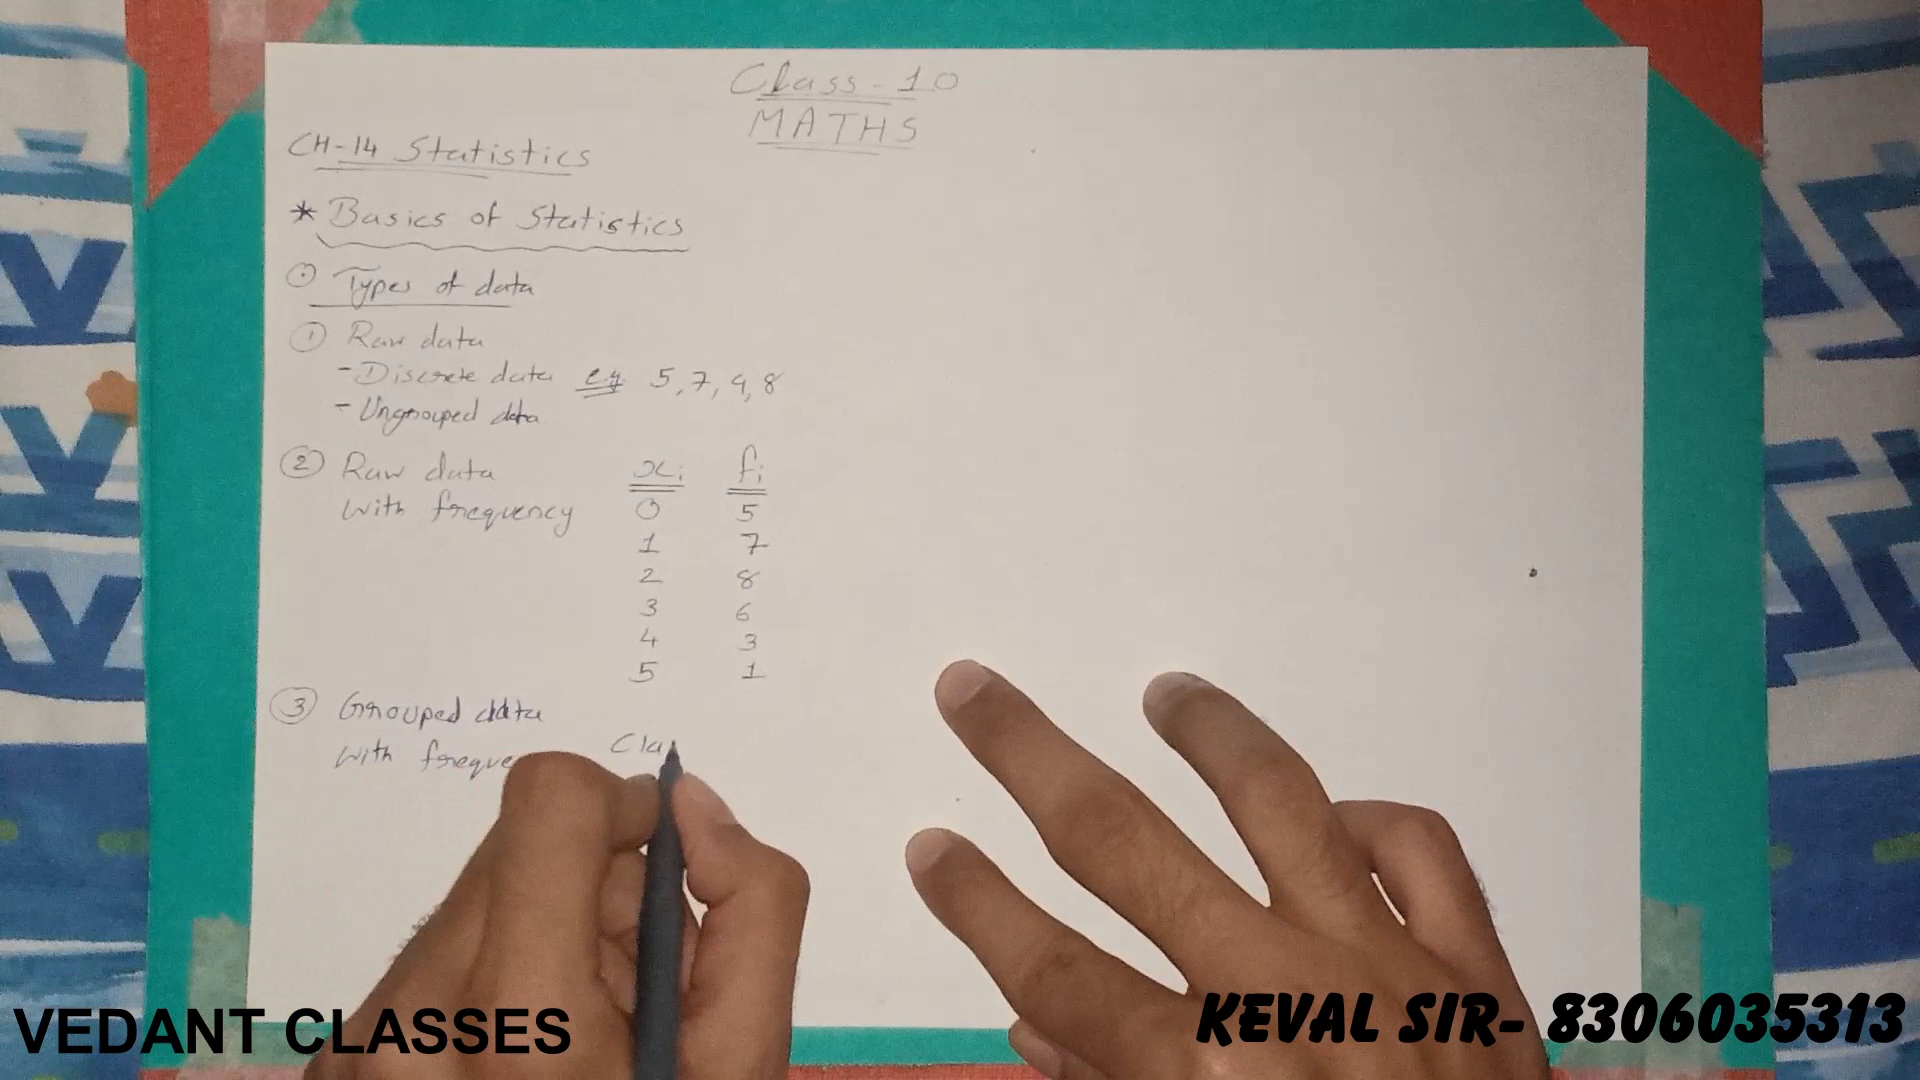 Class-10
MATHS
CH-14 Statistics
* Basics of Statistics
Types of data
① Raw data
- Discrete data eg 5, 7, 9, 8
- Ungrouped data
② Raw data xi fi
with frequency 0 5
1 7
2 8
3 6
4 3
5 1
③ Grouped data
with freque Cla
VEDANT CLASSES
KEVAL SIR- 8306035313